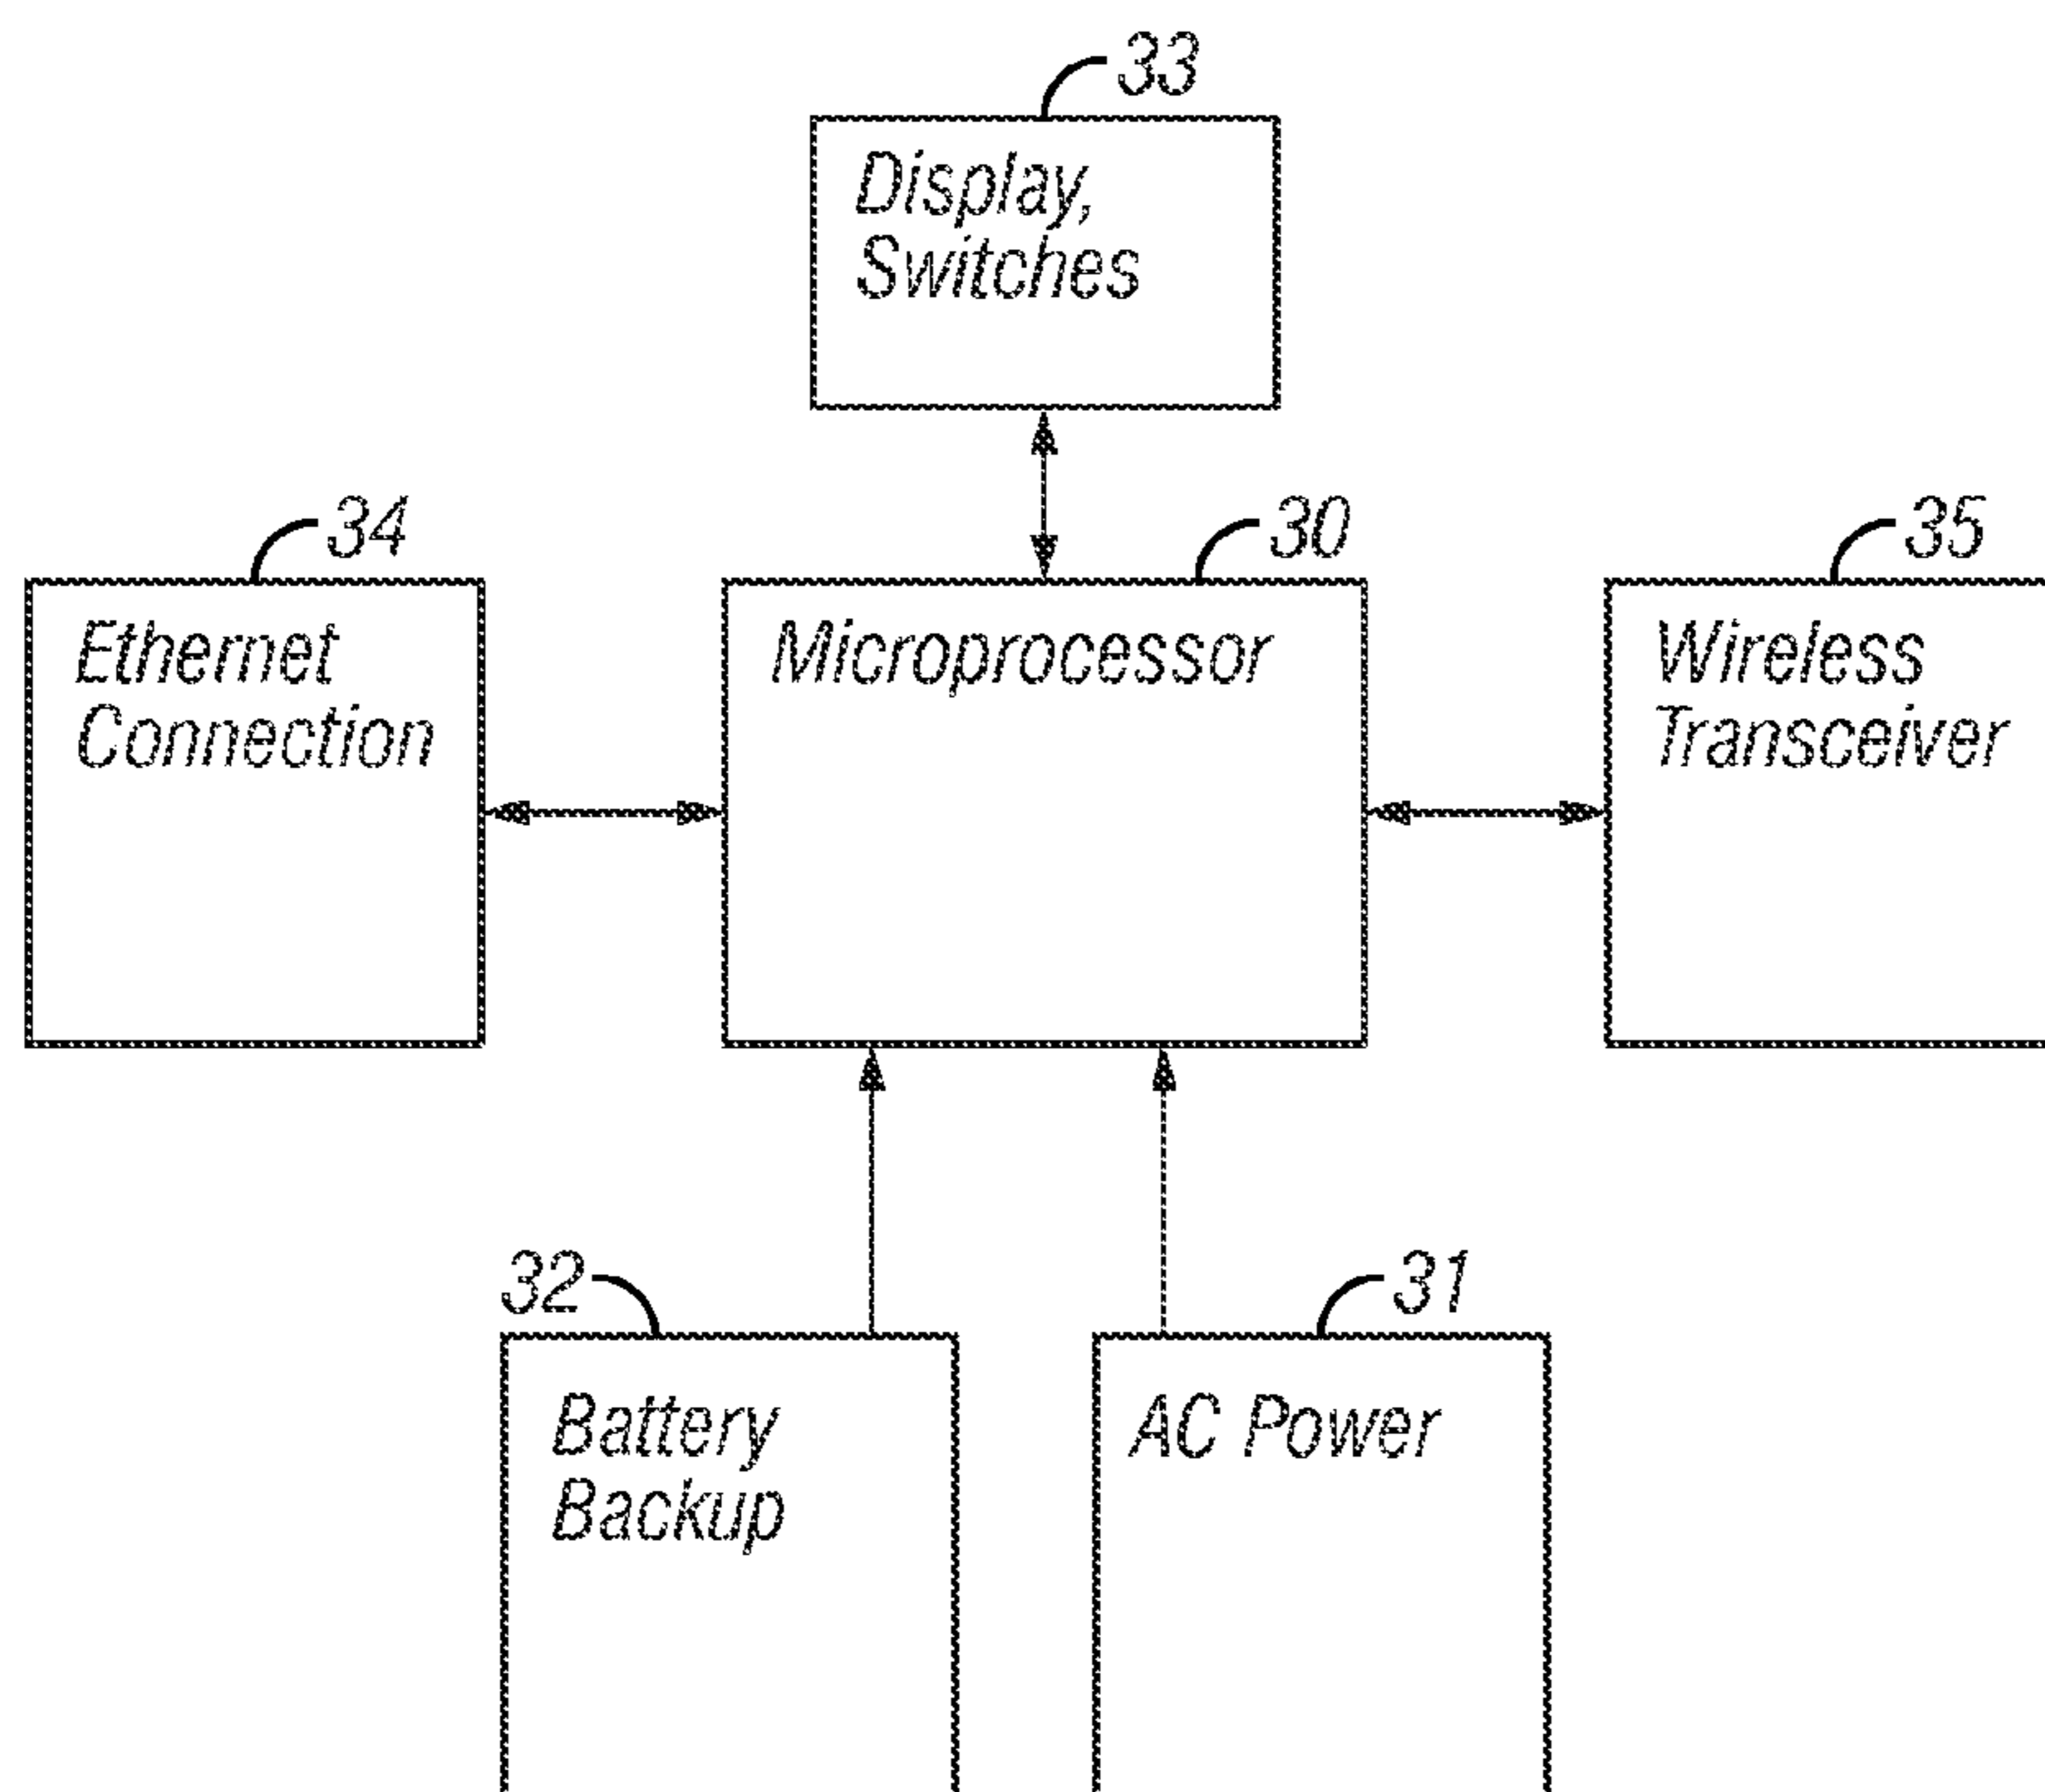 33
Display,
Switches
34
30
35
Ethernet
Connection
Microprocessor
Wireless
Transceiver
32
31
Battery
Backup
AC Power